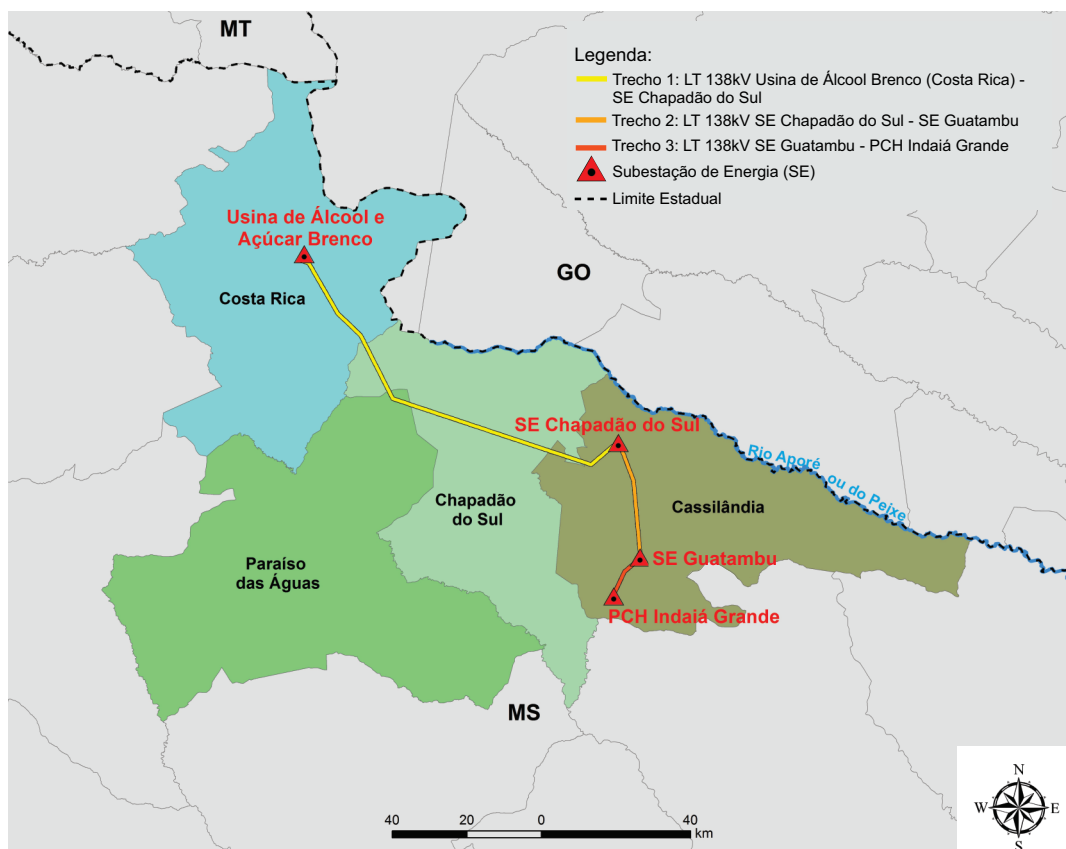 MT
Legenda:
Trecho 1: LT 138kV Usina de Álcool Brenco (Costa Rica) -
SE Chapadão do Sul
Trecho 2: LT 138kV SE Chapadão do Sul - SE Guatambu
Trecho 3: LT 138kV SE Guatambu - PCH Indaiá Grande
Subestação de Energia (SE)
Limite Estadual
Usina de Álcool e
Açúcar Brenco
GO
Costa Rica
SE Chapadão do Sul
Rio Aporé ou do Peixe
Chapadão
do Sul
Cassilândia
Paraíso
das Águas
SE Guatambu
PCH Indaiá Grande
MS
N
W E
S
40 20 0 40
km